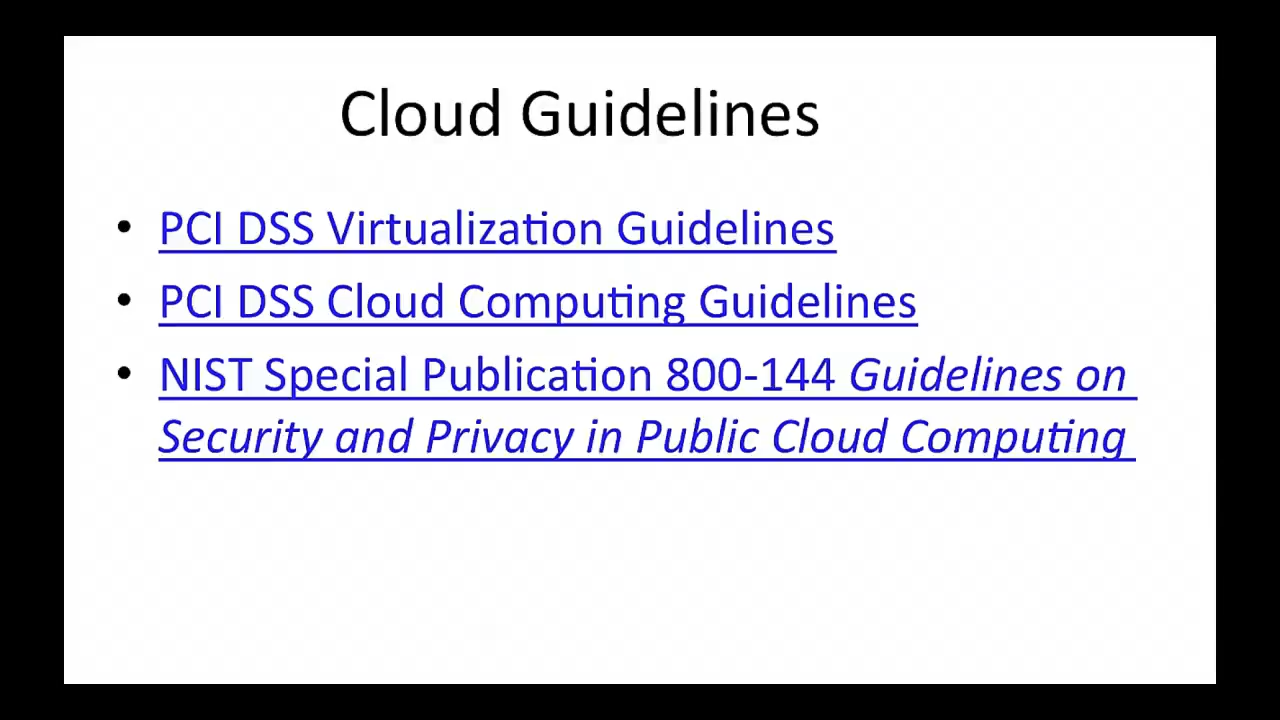 Cloud Guidelines
• PCI DSS Virtualization Guidelines
• PCI DSS Cloud Computing Guidelines
• NIST Special Publication 800-144 Guidelines on
Security and Privacy in Public Cloud Computing